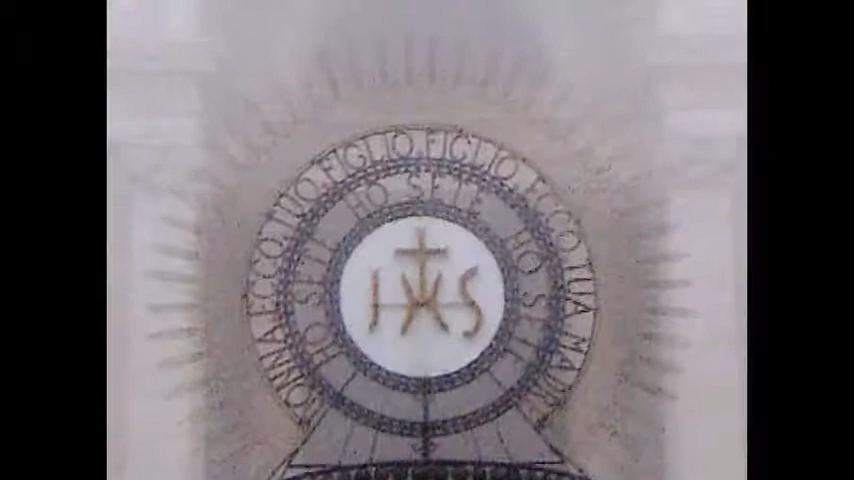 DONNA ECCO TUO FIGLIO FIGLIO ECCO TUA MADRE
HO SETE HO SETE HO SETE
IHS